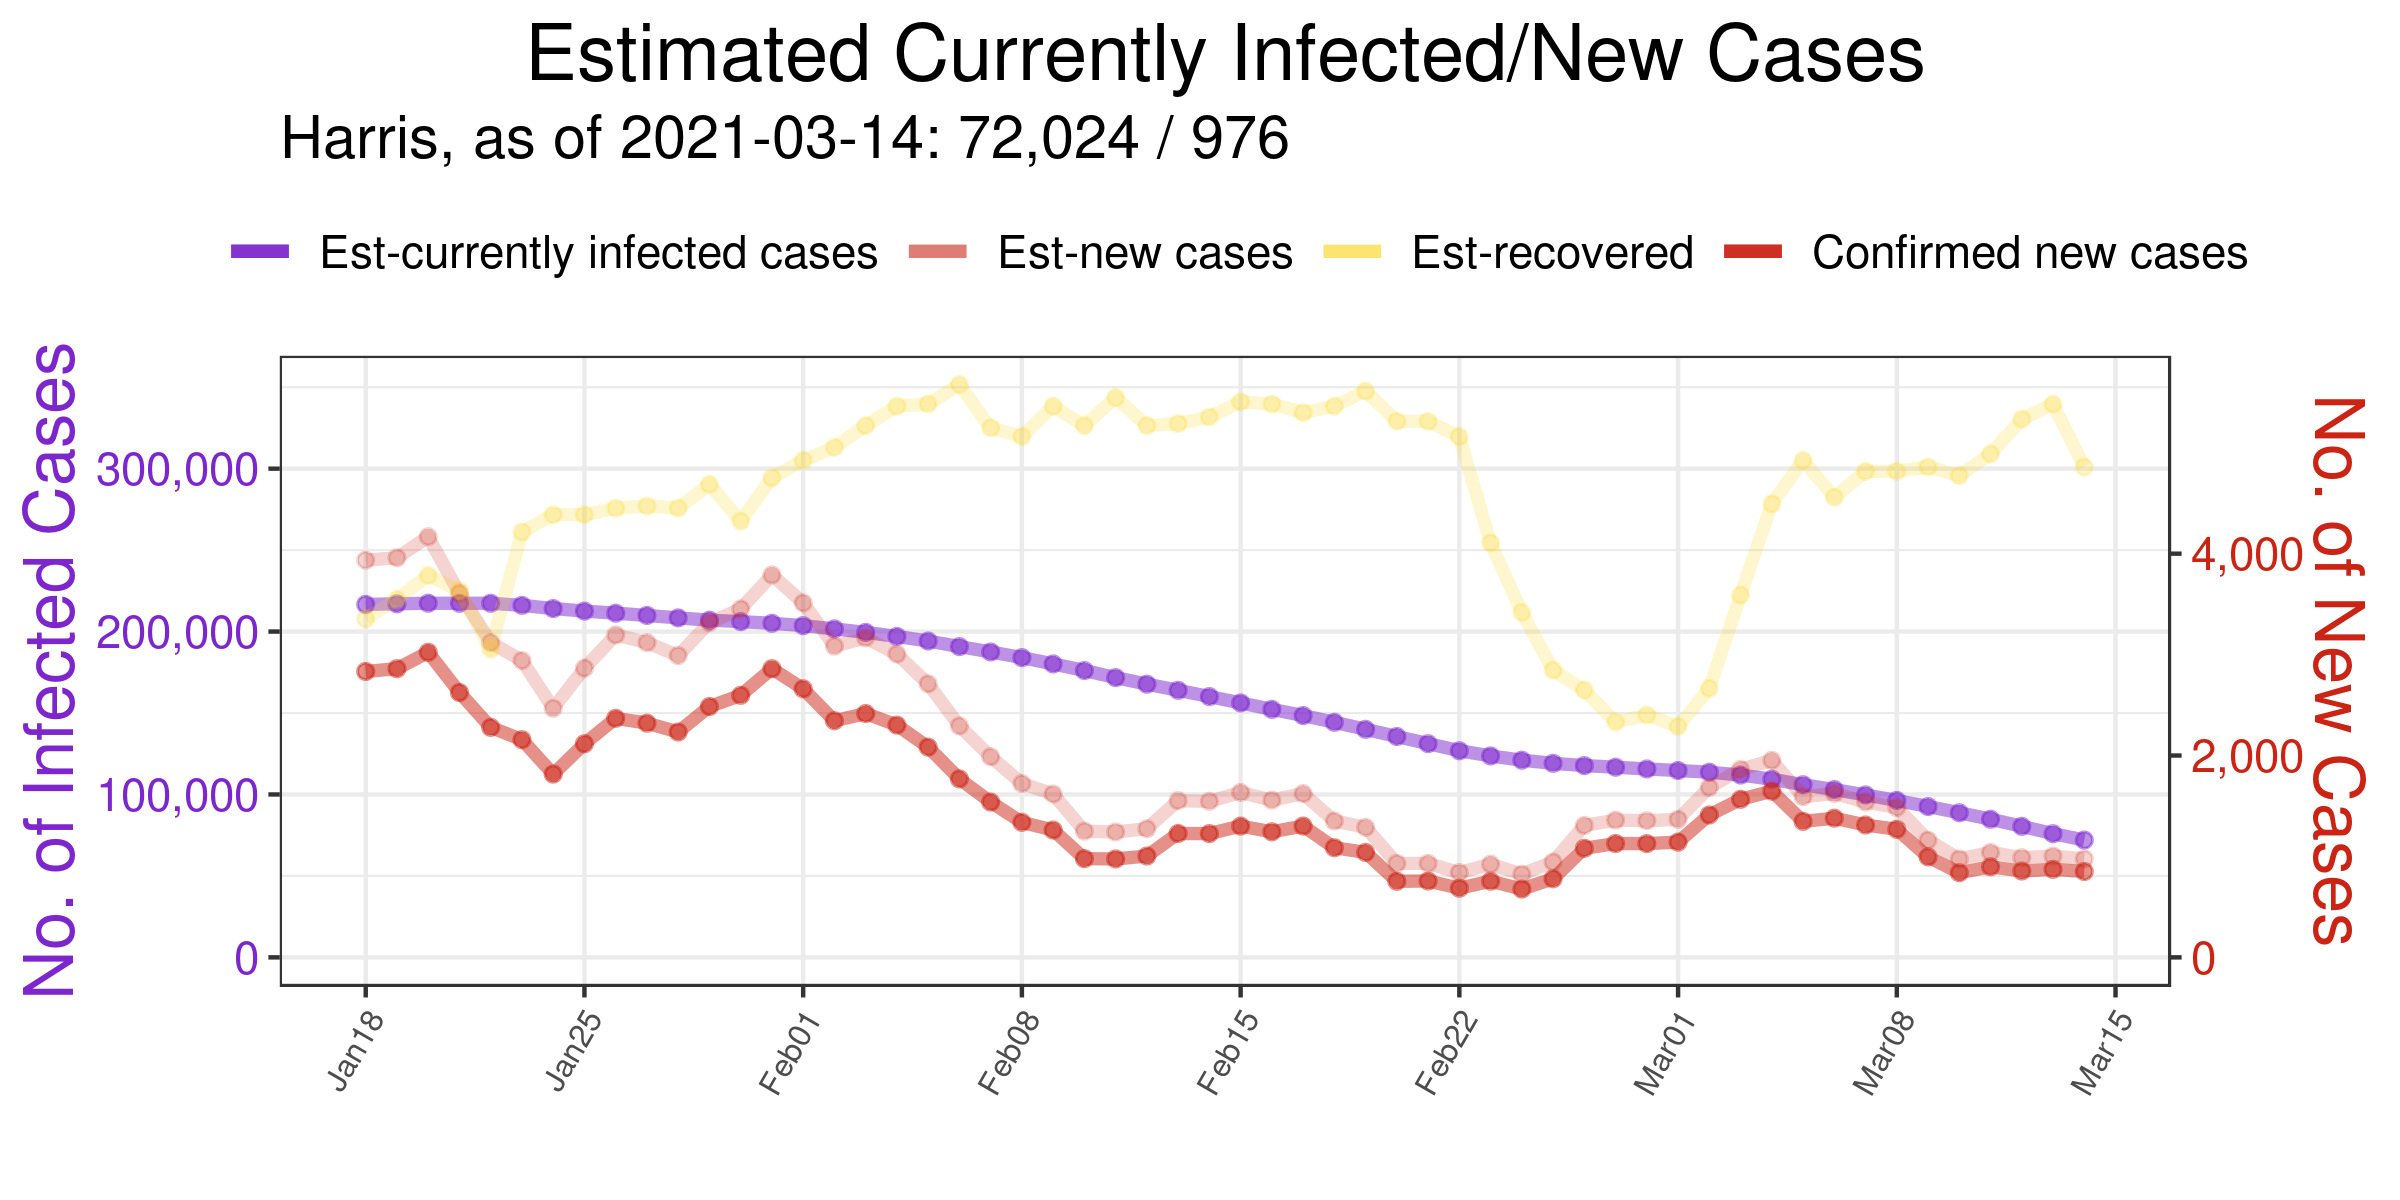 Estimated Currently Infected/New Cases
Harris, as of 2021-03-14: 72,024 / 976
Est-currently infected cases Est-new cases Est-recovered Confirmed new cases
No. of Infected Cases
300,000
200,000
100,000
0
4,000
2,000
0
No. of New Cases
Jan18 Jan25 Feb01 Feb08 Feb15 Feb22 Mar01 Mar08 Mar15